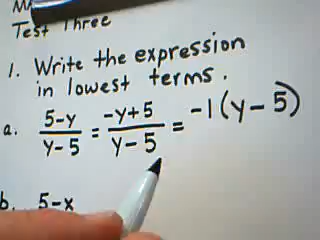 Test Three
1. Write the expression
in lowest terms.
a. 5-y / y-5 = -y+5 / y-5 = -1(y-5)
b. 5-x